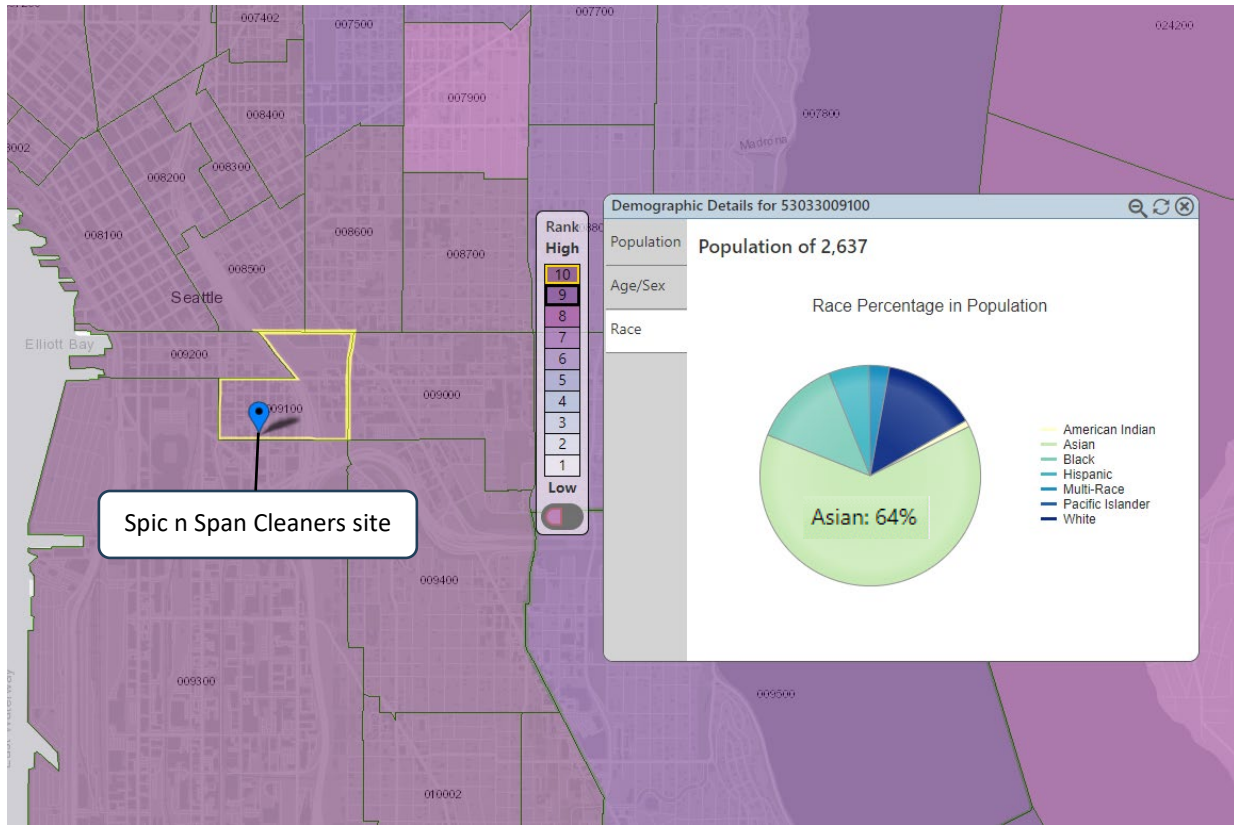 007402
007500
007700
024200
007900
008400
007800
Madrona
8002
008300
008200
008100
008600
008700
008500
Seattle
Elliott Bay
009200
009100
009000
Spic n Span Cleaners site
009400
009300
East Waterway
009500
010002
Rank
High
10
9
8
7
6
5
4
3
2
1
Low
Demographic Details for 53033009100
Population
Age/Sex
Race
Population of 2,637
Race Percentage in Population
Asian: 64%
American Indian
Asian
Black
Hispanic
Multi-Race
Pacific Islander
White